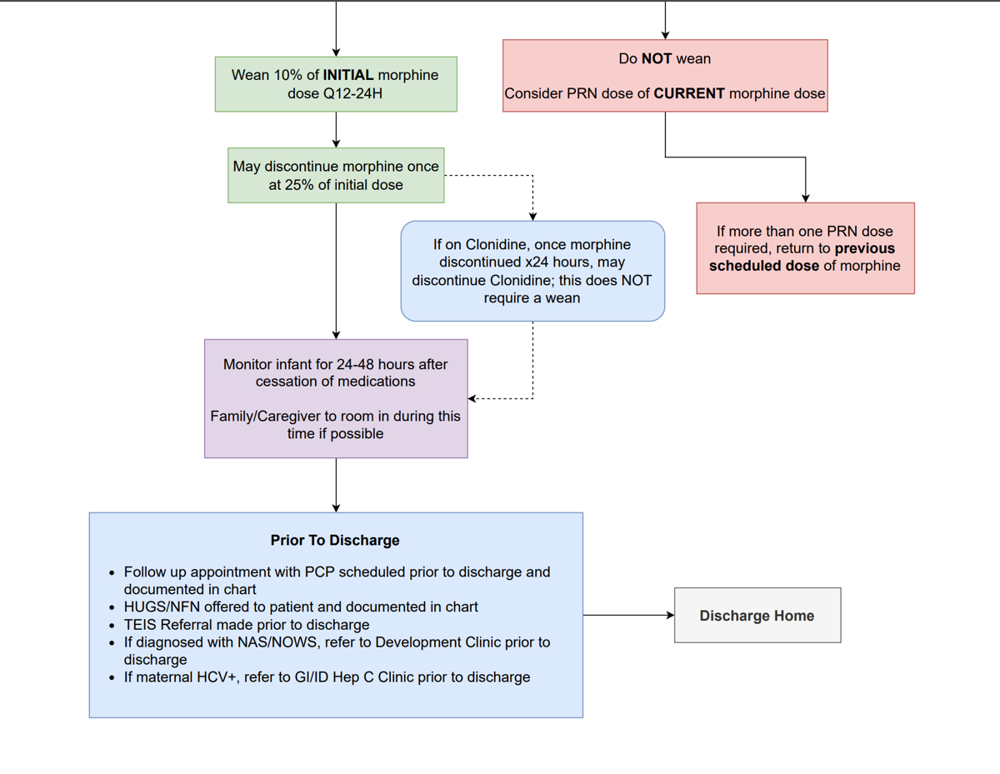 Wean 10% of INITIAL morphine
dose Q12-24H
Do NOT wean
Consider PRN dose of CURRENT morphine dose
May discontinue morphine once
at 25% of initial dose
If on Clonidine, once morphine
discontinued x24 hours, may
discontinue Clonidine; this does NOT
require a wean
If more than one PRN dose
required, return to previous
scheduled dose of morphine
Monitor infant for 24-48 hours after
cessation of medications
Family/Caregiver to room in during this
time if possible
Prior To Discharge
• Follow up appointment with PCP scheduled prior to discharge and
documented in chart
• HUGS/NFN offered to patient and documented in chart
• TEIS Referral made prior to discharge
• If diagnosed with NAS/NOWS, refer to Development Clinic prior to
discharge
• If maternal HCV+, refer to GI/ID Hep C Clinic prior to discharge
Discharge Home